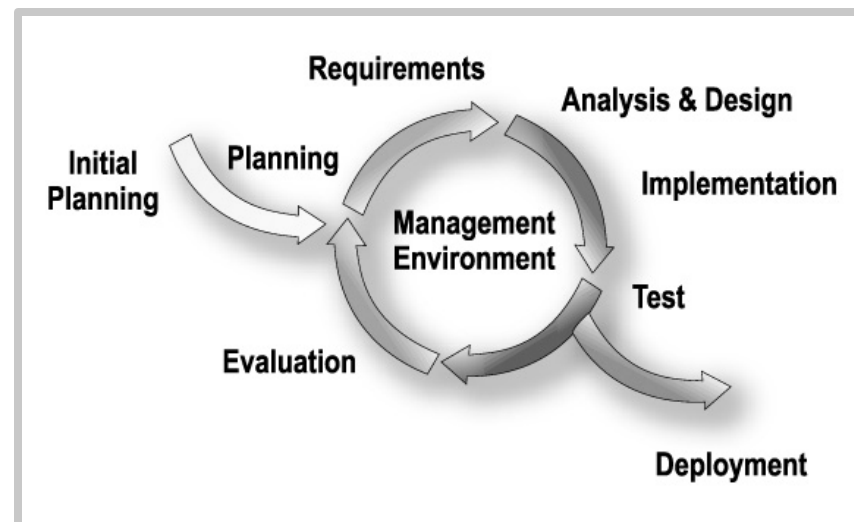 Requirements
Analysis & Design
Planning
Initial
Planning
Implementation
Management
Environment
Test
Evaluation
Deployment